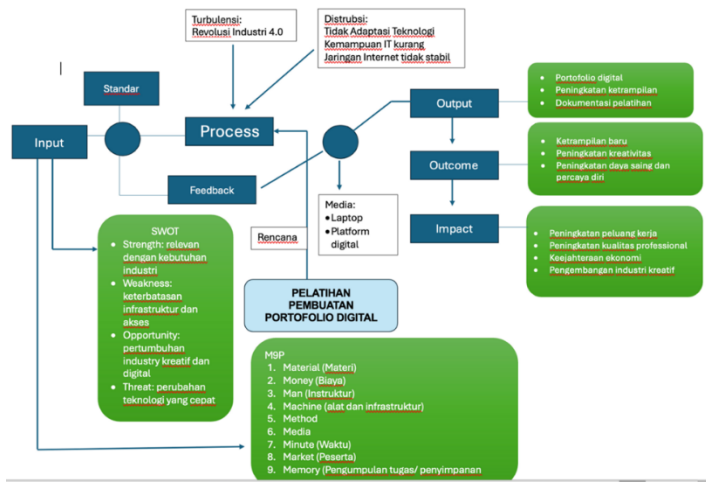 Turbulensi:
Revolusi Industri 4.0
Distrubsi:
Tidak Adaptasi Teknologi
Kemampuan IT kurang
Jaringan Internet tidak stabil
Standar
Input
Process
Feedback
Output
Outcome
Impact
• Portofolio digital
• Peningkatan ketrampilan
• Dokumentasi pelatihan
• Ketrampilan baru
• Peningkatan kreativitas
• Peningkatan daya saing dan
percaya diri
• Peningkatan peluang kerja
• Peningkatan kualitas professional
• Keejahteraan ekonomi
• Pengembangan industri kreatif
Media:
•Laptop
•Platform
digital
Rencana
PELATIHAN
PEMBUATAN
PORTOFOLIO DIGITAL
SWOT
• Strength: relevan
dengan kebutuhan
industri
• Weakness:
keterbatasan
infrastruktur dan
akses
• Opportunity:
pertumbuhan
industry kreatif dan
digital
• Threat: perubahan
teknologi yang cepat
M9P
1. Material (Materi)
2. Money (Biaya)
3. Man (Instruktur)
4. Machine (alat dan infrastruktur)
5. Method
6. Media
7. Minute (Waktu)
8. Market (Peserta)
9. Memory (Pengumpulan tugas/ penyimpanan